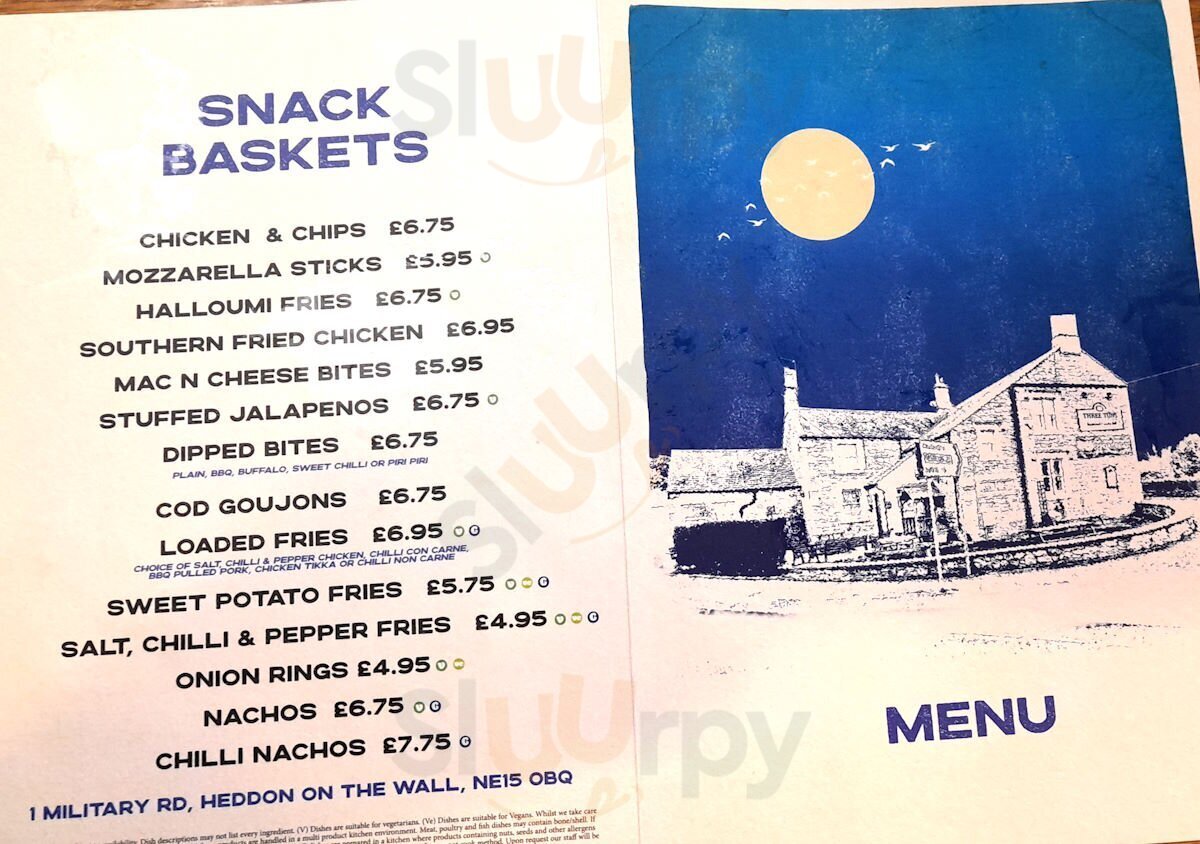 SNACK
BASKETS
CHICKEN & CHIPS £6.75
MOZZARELLA STICKS £5.95
HALLOUMI FRIES £6.75
SOUTHERN FRIED CHICKEN £6.95
MAC N CHEESE BITES £5.95
STUFFED JALAPENOS £6.75
DIPPED BITES £6.75
PLAIN, BBQ, BUFFALO, SWEET CHILLI OR PIRI PIRI
COD GOUJONS £6.75
LOADED FRIES £6.95
CHOICE OF SALT, CHILLI & PEPPER CHICKEN, CHILLI CON CARNE,
BBQ PULLED PORK, CHICKEN TIKKA OR CHILLI NON CARNE
SWEET POTATO FRIES £5.75
SALT, CHILLI & PEPPER FRIES £4.95
ONION RINGS £4.95
NACHOS £6.75
CHILLI NACHOS £7.75
1 MILITARY RD, HEDDON ON THE WALL, NE15 0BQ
Dish descriptions may not list every ingredient. (V) Dishes are suitable for vegetarians. (Ve) Dishes are suitable for Vegans. Whilst we take care
are handled in a multi product kitchen environment. Meat, poultry and fish dishes may contain bone/shell. If
prepared in a kitchen where products containing nuts, seeds and other allergens
method. Upon request our staff will be
THREE TUNS
MENU
Sluurpy
Sluurpy
Sluurpy